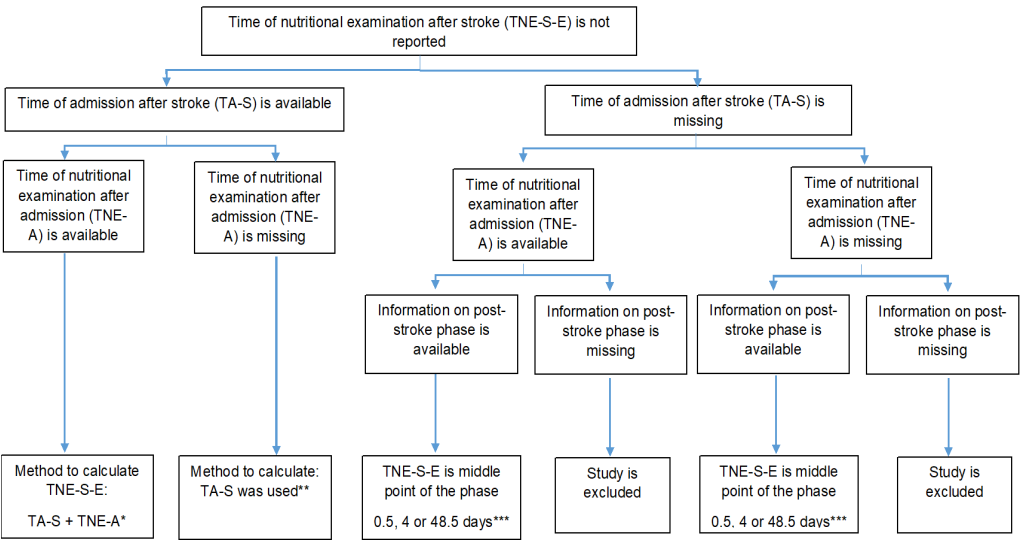 Time of nutritional examination after stroke (TNE-S-E) is not
reported
Time of admission after stroke (TA-S) is available
Time of admission after stroke (TA-S) is
missing
Time of nutritional
examination after
admission (TNE-
A) is available
Time of nutritional
examination after
admission (TNE-
A) is missing
Time of nutritional
examination after
admission (TNE-
A) is available
Time of nutritional
examination after
admission (TNE-
A) is missing
Information on post-
stroke phase is
available
Information on post-
stroke phase is
missing
Information on post-
stroke phase is
available
Information on post-
stroke phase is
missing
Method to calculate
TNE-S-E:
TA-S + TNE-A*
Method to calculate:
TA-S was used**
TNE-S-E is middle
point of the phase
0.5, 4 or 48.5 days***
Study is
excluded
TNE-S-E is middle
point of the phase
0.5, 4 or 48.5 days***
Study is
excluded